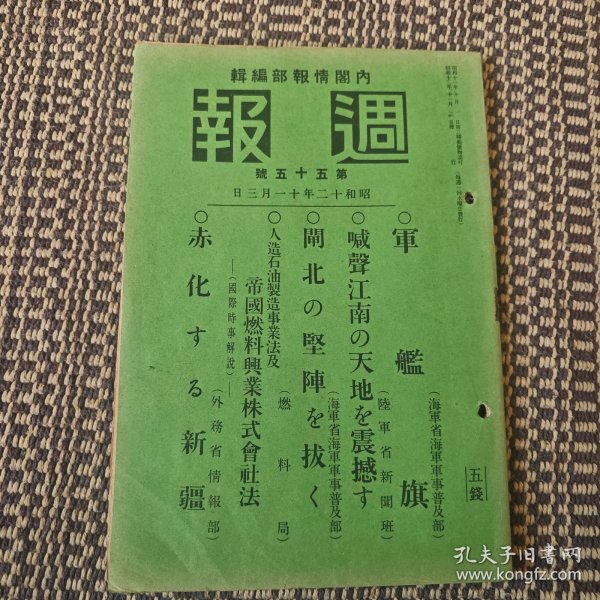 輯編部報情閣內
報週
號五十五第
日三月一十年二十和昭
○軍艦旗
(海軍省海軍軍事普及部)
○喊聲江南の天地を震撼す
(陸軍省新聞班)
○閘北の堅陣を拔く
(海軍省海軍軍事普及部)
○人造石油製造事業法及
帝國燃料興業株式會社法
(燃料局)
—(國際時事解說)—
○赤化する新疆
(外務省情報部)
五錢
孔夫子旧书网
www.kongfz.com